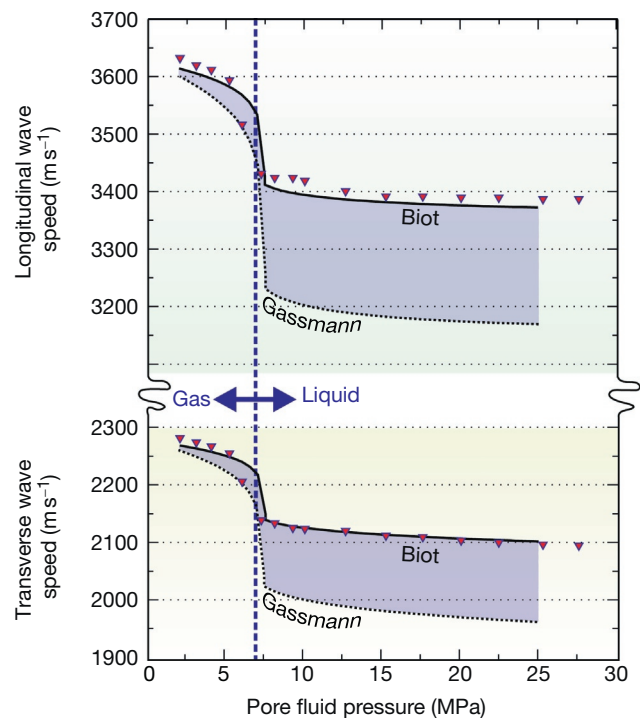 3700
3600
3500
3400
3300
3200
Longitudinal wave
speed (m s⁻¹)
Biot
Gassmann
Gas
Liquid
2300
2200
2100
2000
1900
Transverse wave
speed (m s⁻¹)
Biot
Gassmann
0 5 10 15 20 25 30
Pore fluid pressure (MPa)